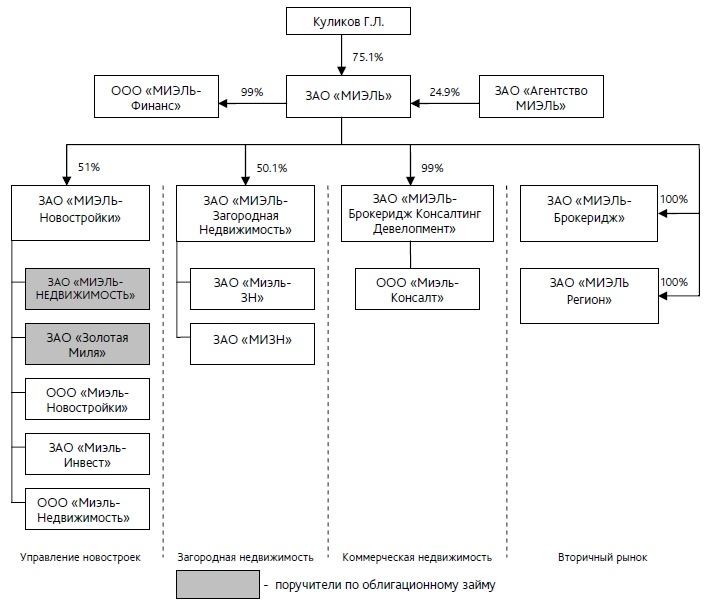 Куликов Г.Л.
75.1%
ООО «МИЭЛЬ-
Финанс»
99%
ЗАО «МИЭЛЬ»
24.9%
ЗАО «Агентство
МИЭЛЬ»
51%
50.1%
99%
ЗАО «МИЭЛЬ-
Новостройки»
ЗАО «МИЭЛЬ-
Загородная
Недвижимость»
ЗАО «МИЭЛЬ-
Брокеридж Консалтинг
Девелопмент»
ЗАО «МИЭЛЬ-
Брокеридж»
100%
ЗАО «МИЭЛЬ-
НЕДВИЖИМОСТЬ»
ЗАО «Миэль-
ЗН»
ООО «Миэль-
Консалт»
ЗАО «МИЭЛЬ
Регион»
100%
ЗАО «Золотая
Миля»
ЗАО «МИЗН»
ООО «Миэль-
Новостройки»
ЗАО «Миэль-
Инвест»
ООО «Миэль-
Недвижимость»
Управление новостроек
Загородная недвижимость
Коммерческая недвижимость
Вторичный рынок
- поручители по облигационному займу